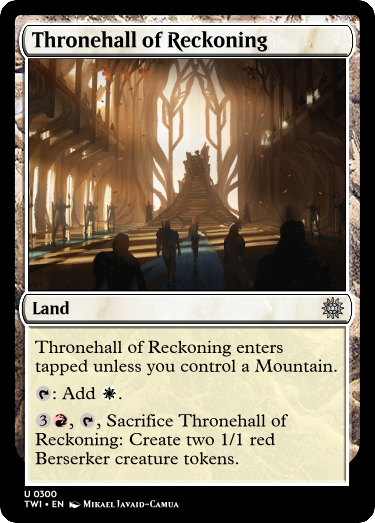 Thronehall of Reckoning
Land
Thronehall of Reckoning enters
tapped unless you control a Mountain.
: Add .
3, , Sacrifice Thronehall of
Reckoning: Create two 1/1 red
Berserker creature tokens.
U 0300
TWI • EN Mikael Javaid-Camua